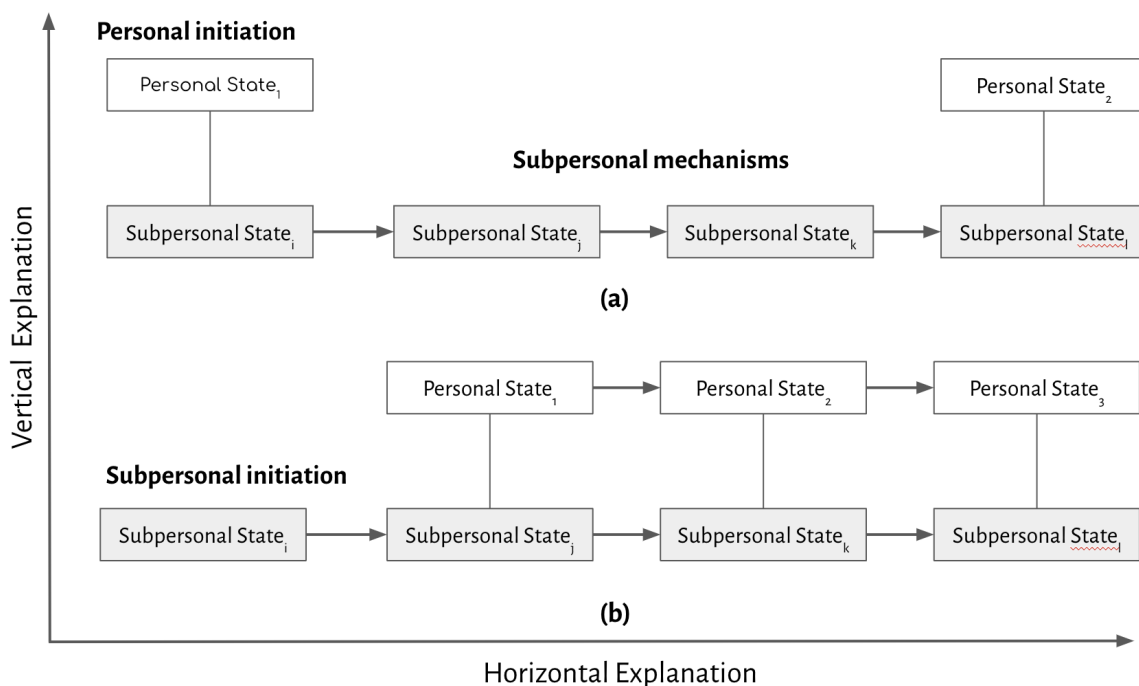 Personal initiation
Personal State₁
Personal State₂
Subpersonal mechanisms
Subpersonal Stateᵢ
Subpersonal Stateⱼ
Subpersonal Stateₖ
Subpersonal Stateₗ
(a)
Vertical Explanation
Personal State₁
Personal State₂
Personal State₃
Subpersonal initiation
Subpersonal Stateᵢ
Subpersonal Stateⱼ
Subpersonal Stateₖ
Subpersonal Stateₗ
(b)
Horizontal Explanation